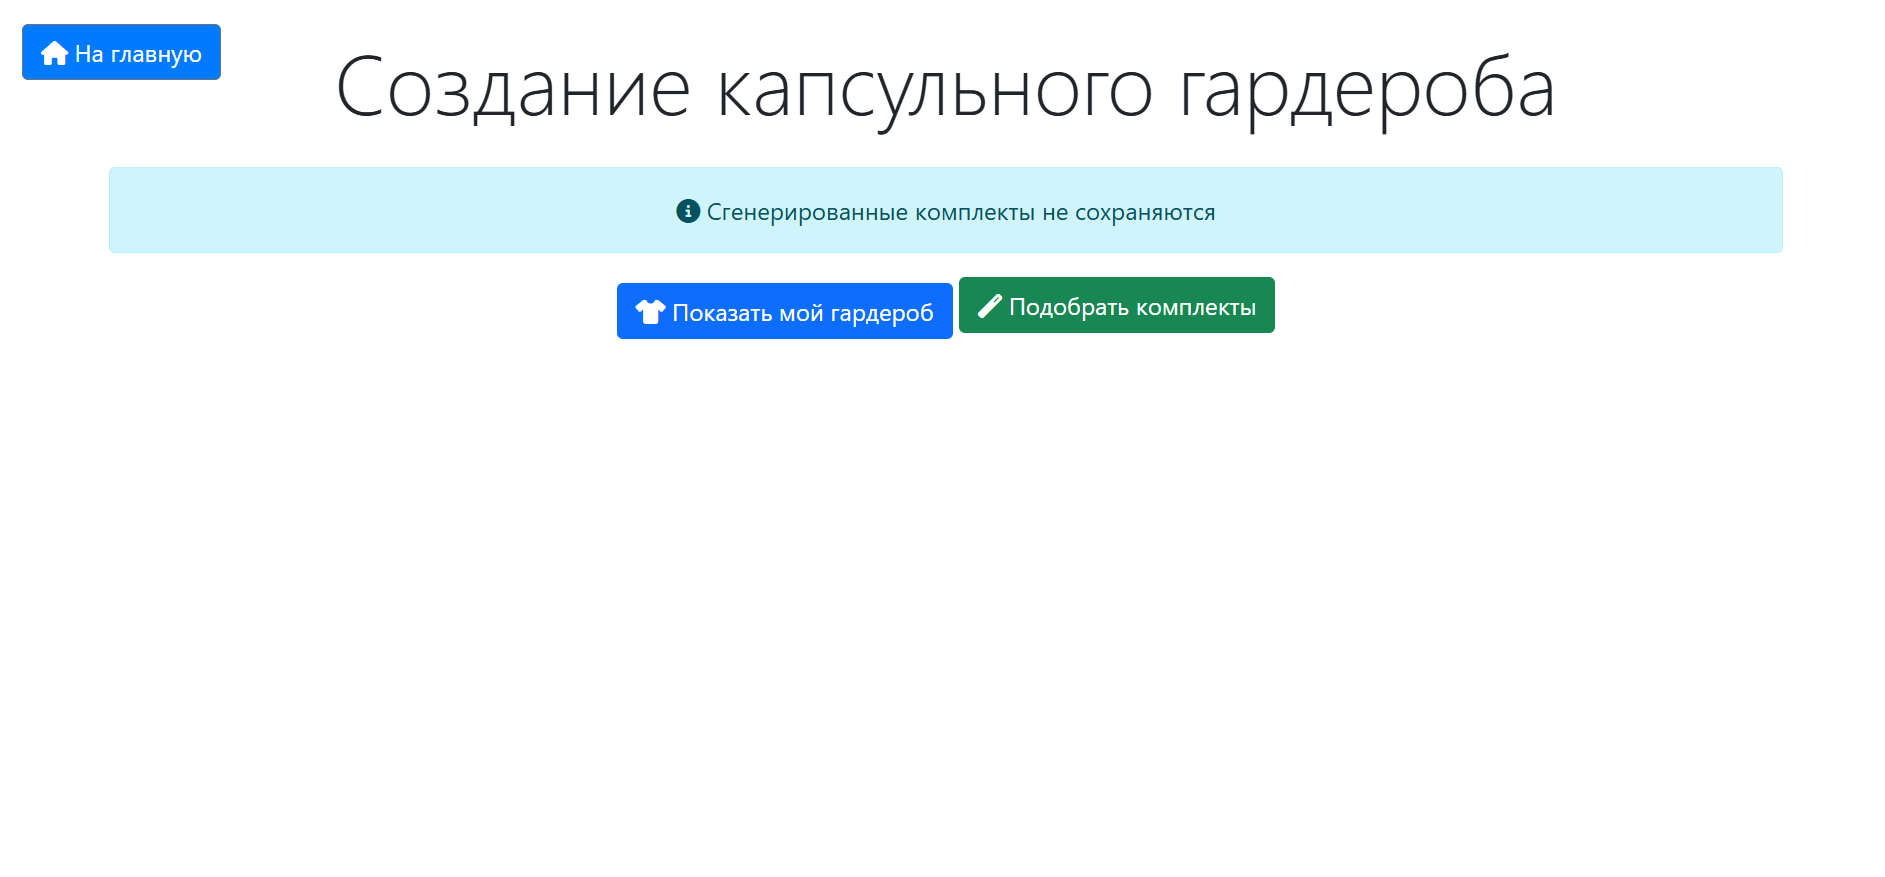 На главную
Создание капсульного гардероба
Сгенерированные комплекты не сохраняются
Показать мой гардероб
Подобрать комплекты